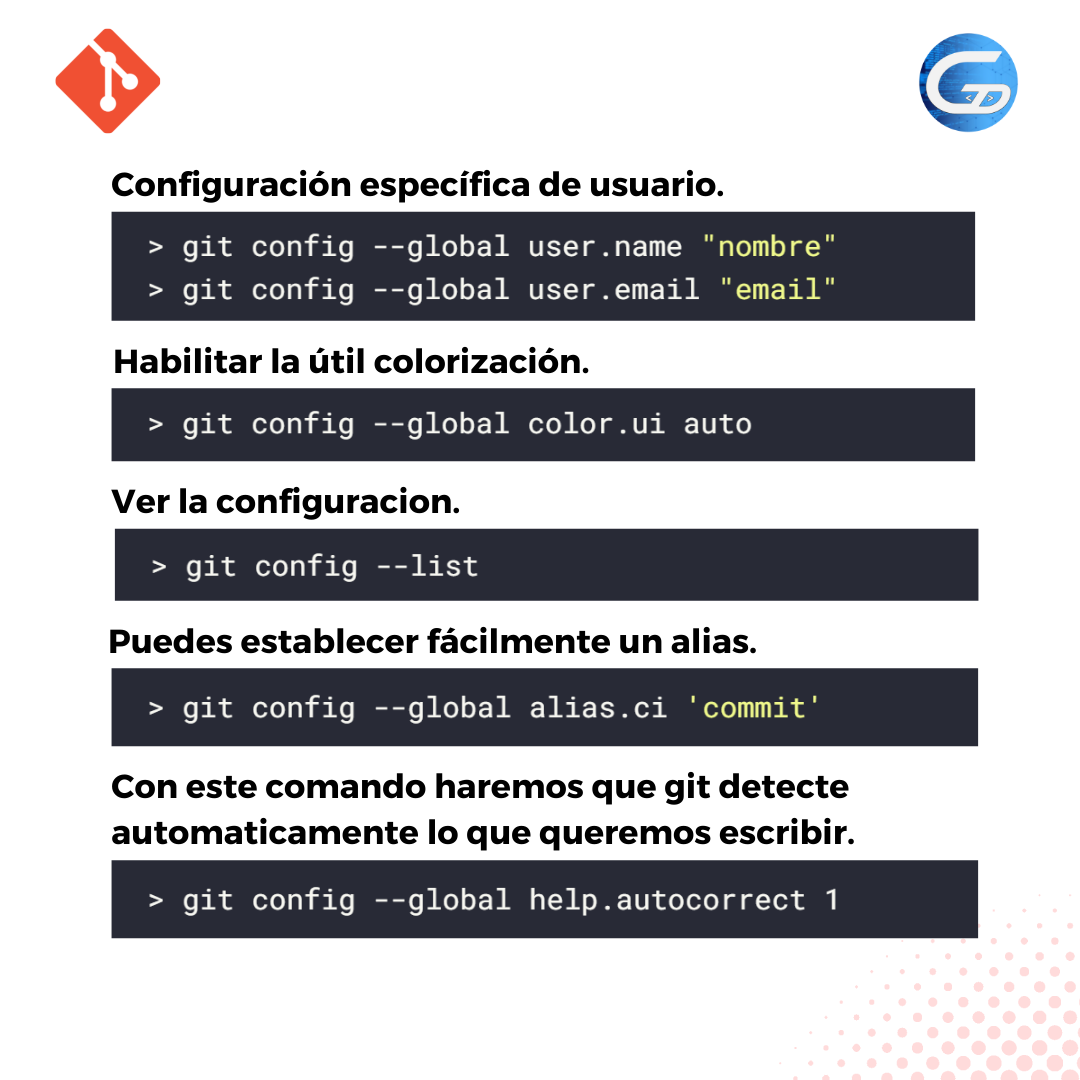 Configuración específica de usuario.
> git config --global user.name "nombre"
> git config --global user.email "email"
Habilitar la útil colorización.
> git config --global color.ui auto
Ver la configuracion.
> git config --list
Puedes establecer fácilmente un alias.
> git config --global alias.ci 'commit'
Con este comando haremos que git detecte
automaticamente lo que queremos escribir.
> git config --global help.autocorrect 1